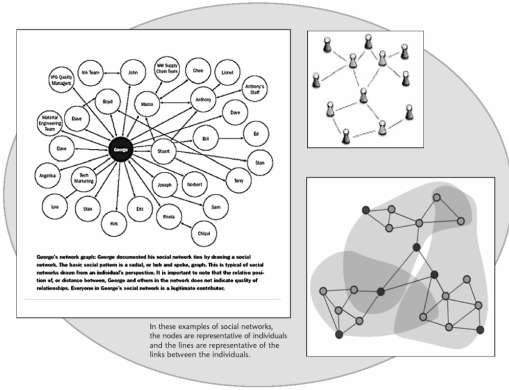 IPG Quality
Managers
Ink Team
John
WW Supply
Chain Team
Choo
Lionel
Anthony's
Staff
Brad
Marco
Anthony
Dave
Material
Engineering
Team
Dave
Bill
Ed
Dave
George
Stuart
Stan
Angelika
Tech
Marketing
Joseph
Norbert
Tony
Lou
Stan
Kirk
Eric
Sam
Chiqui
George's network graph: George documented his social network ties by drawing a social
network. The basic social pattern is a radial, or hub and spoke, graph. This is typical of social
networks drawn from an individual's perspective. It is important to note that the relative posi-
tion of, or distance between, George and others in the network does not indicate quality of
relationships. Everyone in George's social network is a legitimate contributor.
In these examples of social networks,
the nodes are representative of individuals
and the lines are representative of the
links between the individuals.